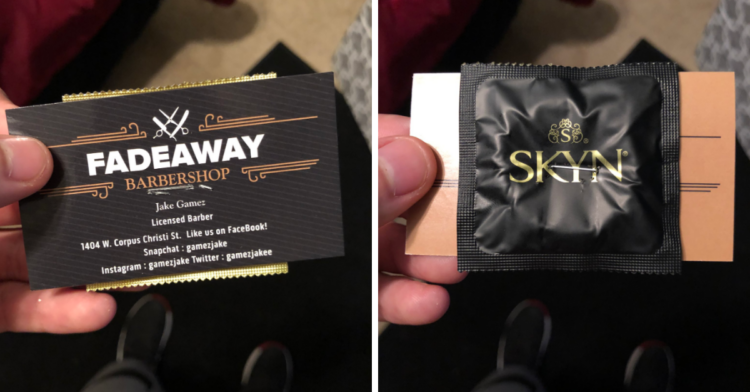 FADEAWAY
BARBERSHOP
Jake Gamez
Licensed Barber
1404 W. Corpus Christi St. Like us on FaceBook!
Snapchat : gamezjake
Instagram : gamezjake Twitter : gamezjakee
S®
SKYN®